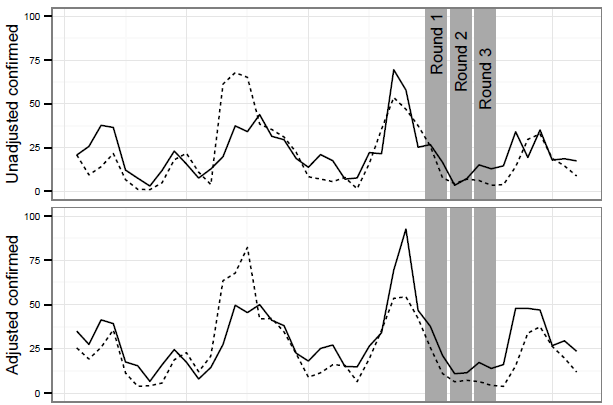 Unadjusted confirmed
100
75
50
25
0
Round 1
Round 2
Round 3
Adjusted confirmed
100
75
50
25
0